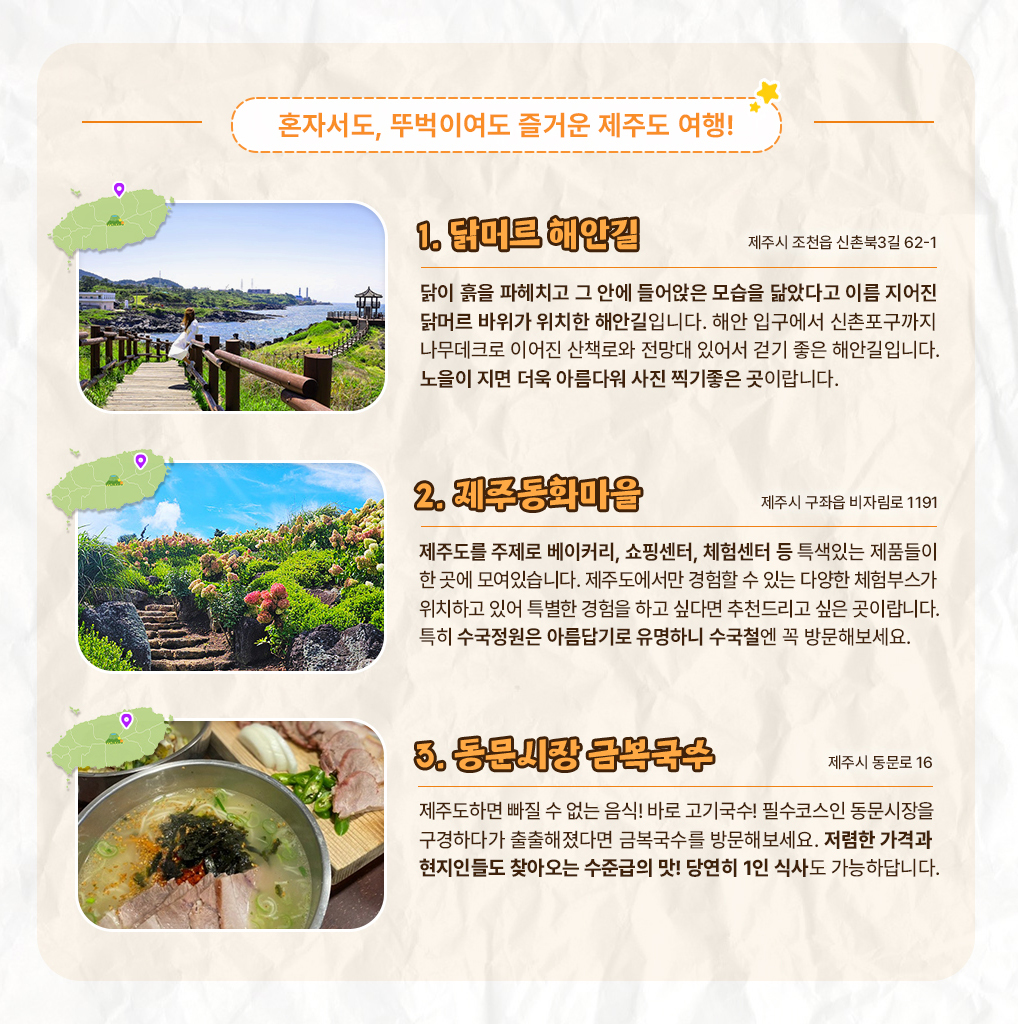 혼자서도, 뚜벅이여도 즐거운 제주도 여행!
1. 닭머르 해안길
제주시 조천읍 신촌북3길 62-1
닭이 흙을 파헤치고 그 안에 들어앉은 모습을 닮았다고 이름 지어진
닭머르 바위가 위치한 해안길입니다. 해안 입구에서 신촌포구까지
나무데크로 이어진 산책로와 전망대 있어서 걷기 좋은 해안길입니다.
노을이 지면 더욱 아름다워 사진 찍기좋은 곳이랍니다.
2. 제주동화마을
제주시 구좌읍 비자림로 1191
제주도를 주제로 베이커리, 쇼핑센터, 체험센터 등 특색있는 제품들이
한 곳에 모여있습니다. 제주도에서만 경험할 수 있는 다양한 체험부스가
위치하고 있어 특별한 경험을 하고 싶다면 추천드리고 싶은 곳이랍니다.
특히 수국정원은 아름답기로 유명하니 수국철엔 꼭 방문해보세요.
3. 동문시장 금복국수
제주시 동문로 16
제주도하면 빠질 수 없는 음식! 바로 고기국수! 필수코스인 동문시장을
구경하다가 출출해졌다면 금복국수를 방문해보세요. 저렴한 가격과
현지인들도 찾아오는 수준급의 맛! 당연히 1인 식사도 가능하답니다.